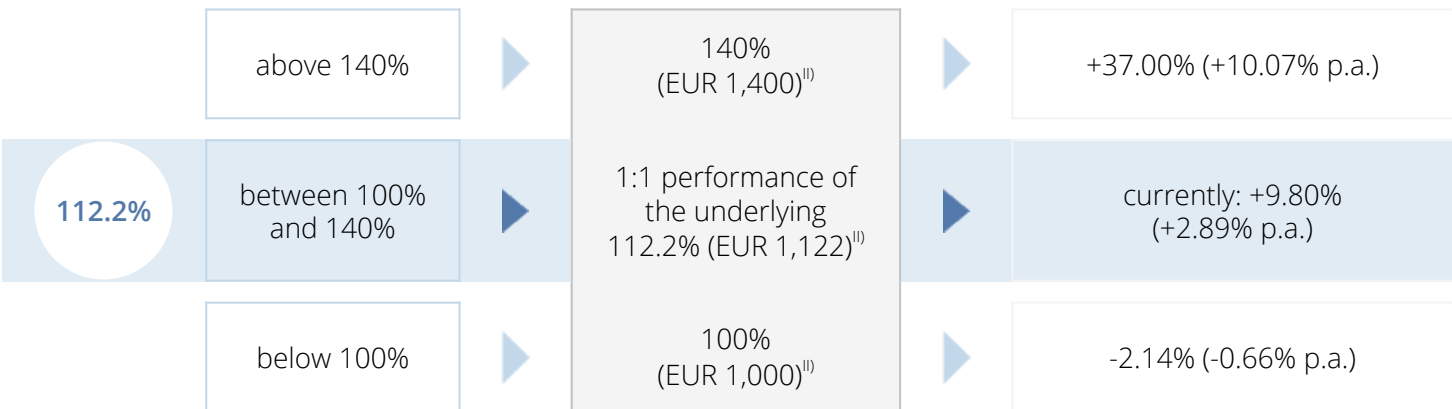 above 140%
140%
(EUR 1,400)II)
+37.00% (+10.07% p.a.)
112.2%
between 100%
and 140%
1:1 performance of
the underlying
112.2% (EUR 1,122)II)
currently: +9.80%
(+2.89% p.a.)
below 100%
100%
(EUR 1,000)II)
-2.14% (-0.66% p.a.)